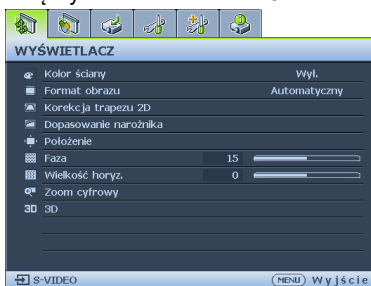 WYŚWIETLACZ
Kolor ściany Wył.
Format obrazu Automatyczny
Korekcja trapezu 2D
Dopasowanie narożnika
Położenie
Faza 15
Wielkość horyz. 0
Zoom cyfrowy
3D 3D
S-VIDEO MENU Wyjście